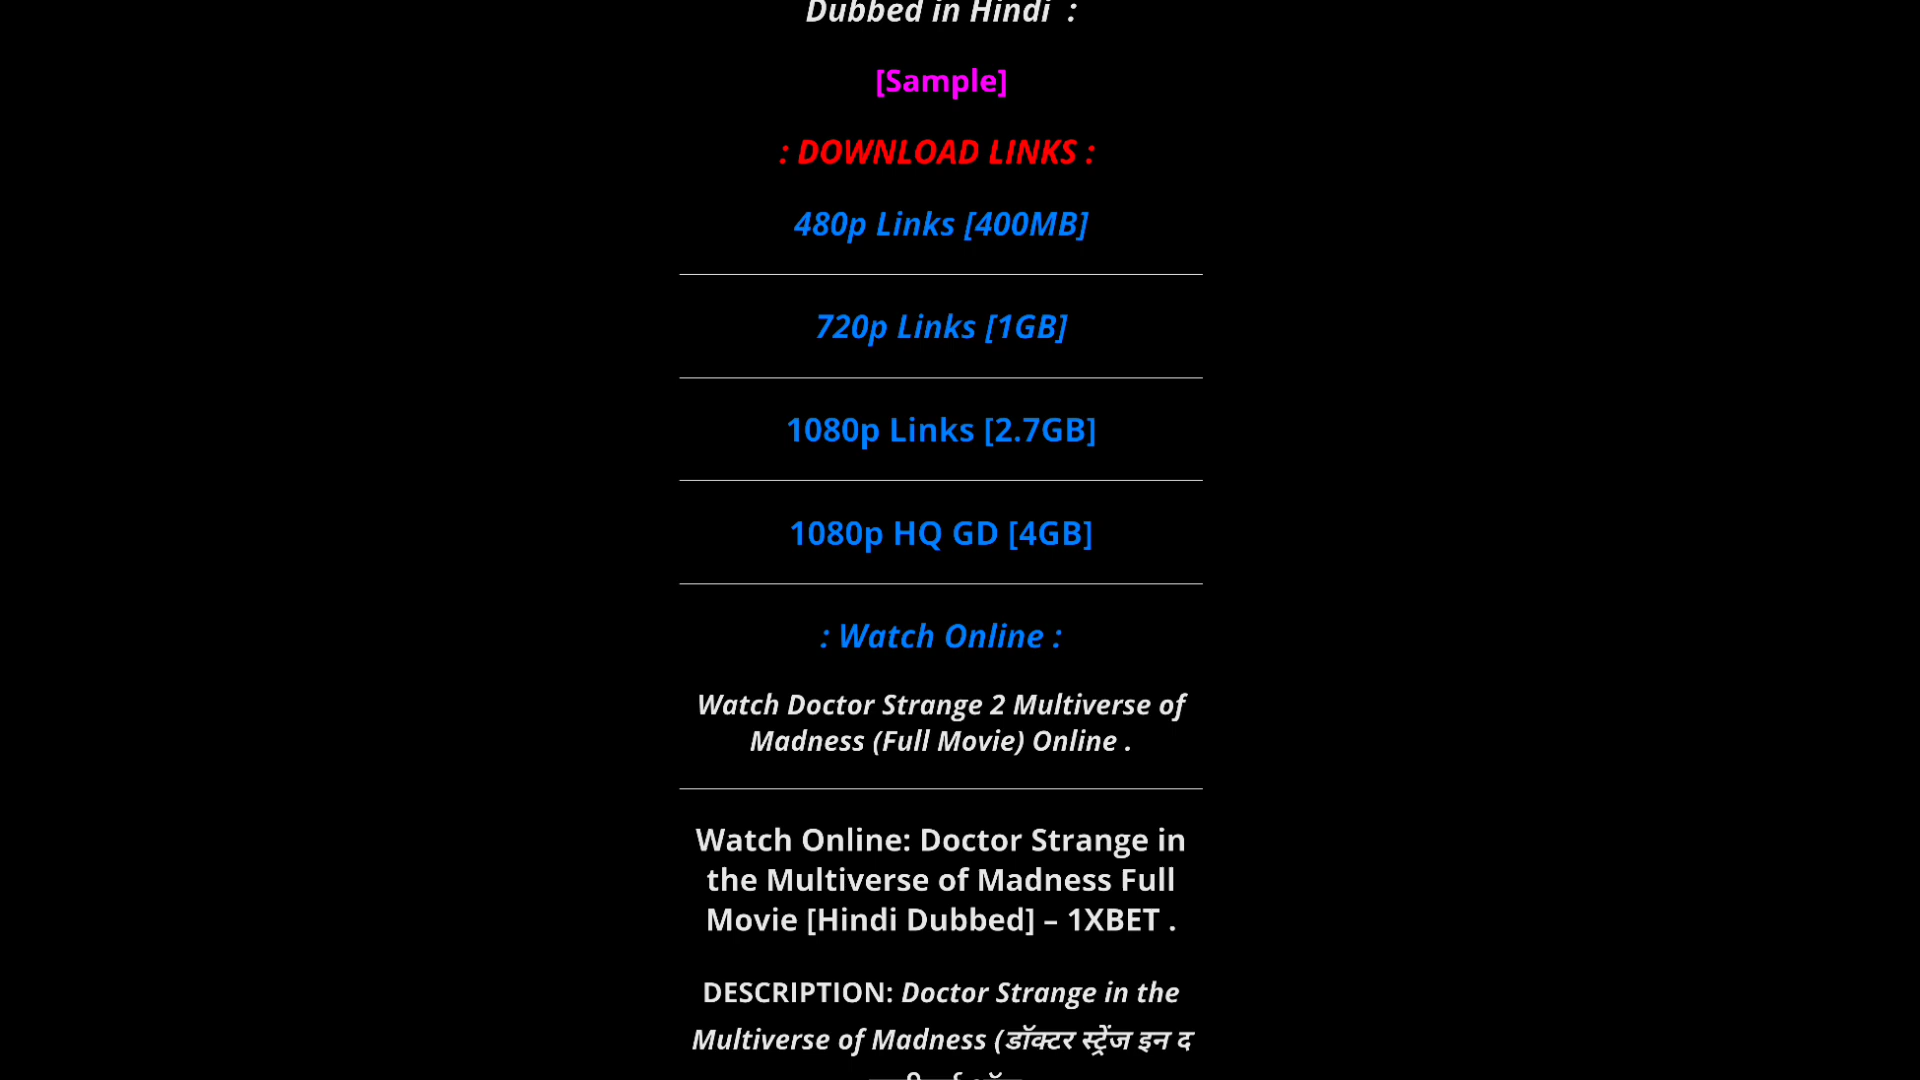 Dubbed in Hindi :
[Sample]
: DOWNLOAD LINKS :
480p Links [400MB]
720p Links [1GB]
1080p Links [2.7GB]
1080p HQ GD [4GB]
: Watch Online :
Watch Doctor Strange 2 Multiverse of
Madness (Full Movie) Online .
Watch Online: Doctor Strange in
the Multiverse of Madness Full
Movie [Hindi Dubbed] – 1XBET .
DESCRIPTION: Doctor Strange in the
Multiverse of Madness (डॉक्टर स्ट्रेंज इन द